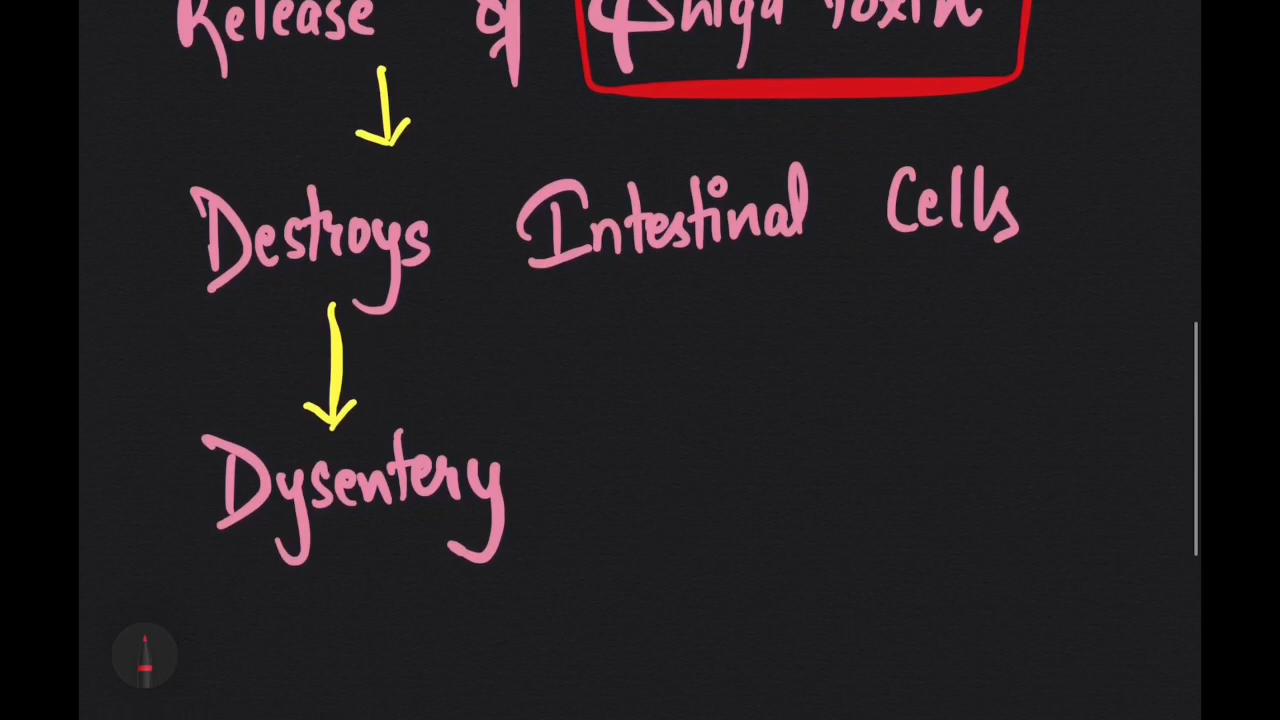 Release of Shiga toxin
Destroys Intestinal Cells
Dysentery